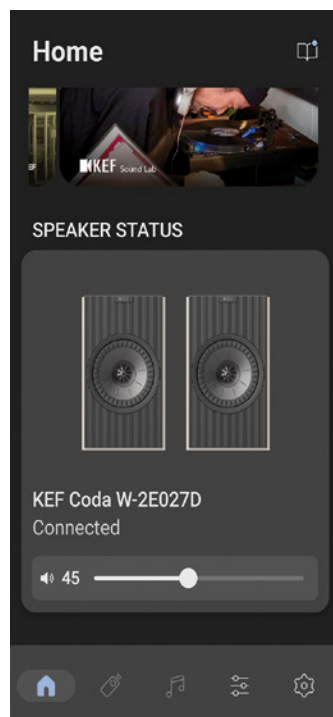 Home
KEF Sound Lab
SPEAKER STATUS
KEF Coda W-2E027D
Connected
45